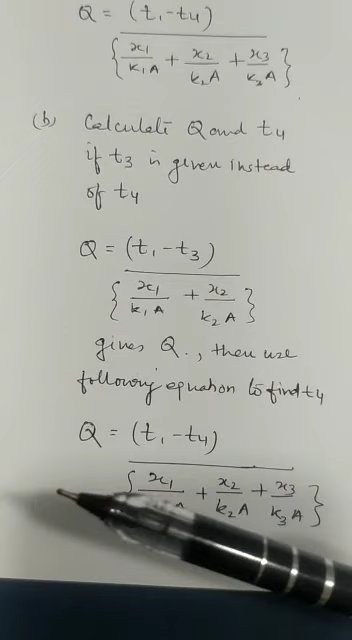 Q = (t₁-t₄)
{x₁/k₁A + x₂/k₂A + x₃/k₃A}
(b) Calculate Q and t₄
if t₃ is given instead
of t₄
Q = (t₁-t₃)
{x₁/k₁A + x₂/k₂A}
gives Q., then use
following equation to find t₄
Q = (t₁-t₄)
{x₁/ A + x₂/k₂A + x₃/k₃A}